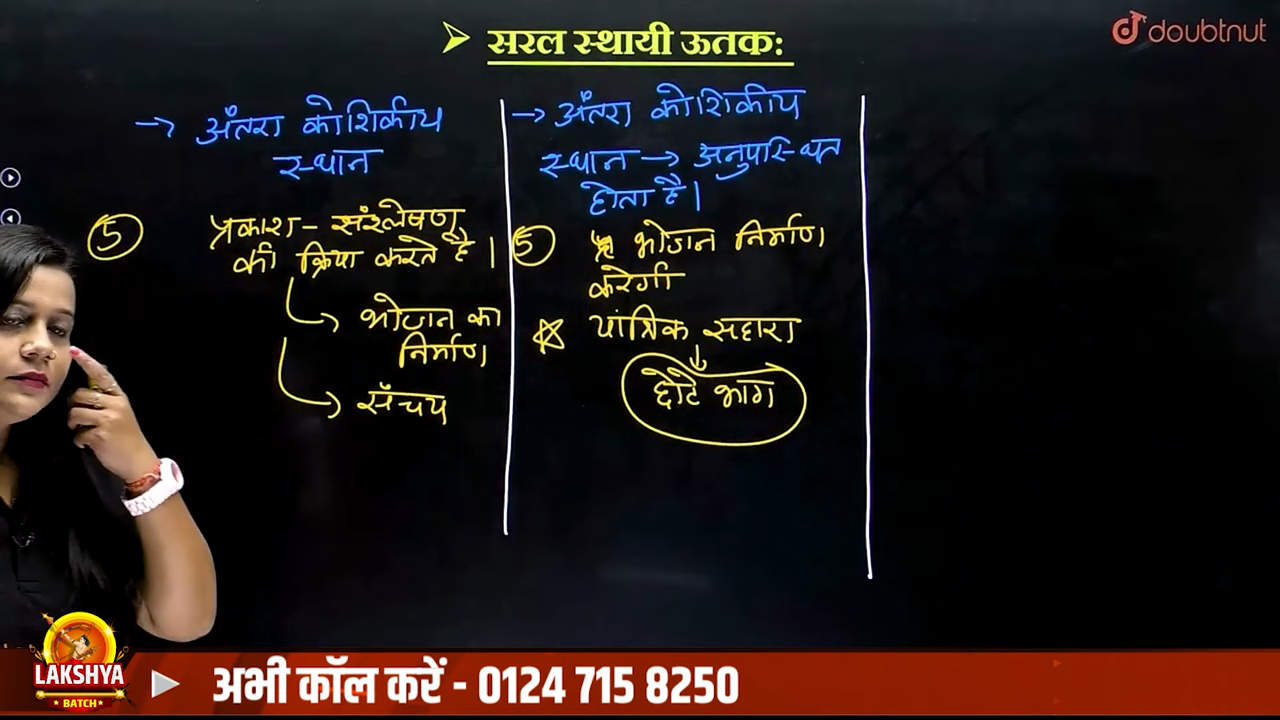 ➤ सरल स्थायी ऊतक:
doubtnut
→ अंतरा कोशिकीय
स्थान
⑤ प्रकाश - संश्लेषण
की क्रिया करते है।
→ भोजन का
निर्माण
→ संचय
→ अंतरा कोशिकीय
स्थान → अनुपस्थित
होता है।
⑤ भोजन निर्माण
करेगी
☆ यांत्रिक सहारा
↓
छोटे भाग
LAKSHYA
BATCH
अभी कॉल करें - 0124 715 8250